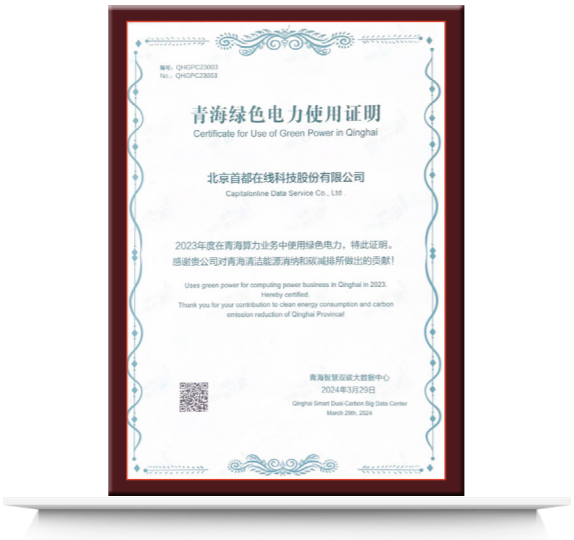 编号：QHGPC23003
No.：QHGPC23003
青海绿色电力使用证明
Certificate for Use of Green Power in Qinghai
北京首都在线科技股份有限公司
Capitalonline Data Service Co., Ltd .
2023年度在青海算力业务中使用绿色电力，特此证明。
感谢贵公司对青海清洁能源消纳和碳减排所做出的贡献！
Uses green power for computing power business in Qinghai in 2023.
Hereby certified.
Thank you for your contribution to clean energy consumption and carbon
emission reduction of Qinghai Province!
青海智慧双碳大数据中心
2024年3月29日
Qinghai Smart Dual-Carbon Big Data Center
March 29th, 2024